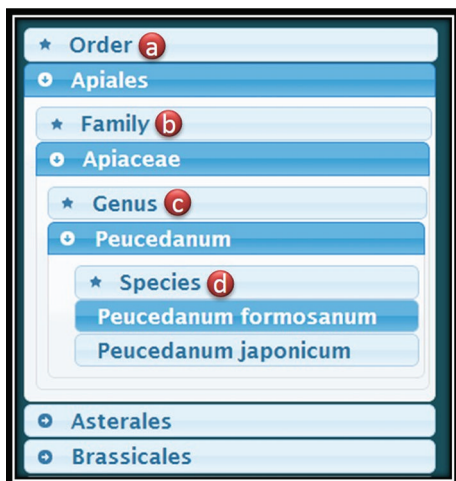 Order a
Apiales
Family b
Apiaceae
Genus c
Peucedanum
Species d
Peucedanum formosanum
Peucedanum japonicum
Asterales
Brassicales